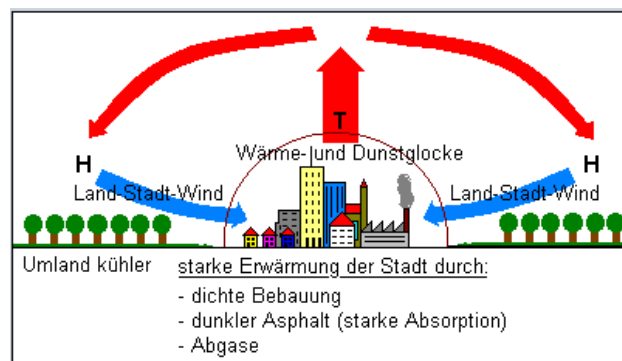 T
H
H
Wärme- und Dunstglocke
Land-Stadt-Wind
Land-Stadt-Wind
Umland kühler
starke Erwärmung der Stadt durch:
- dichte Bebauung
- dunkler Asphalt (starke Absorption)
- Abgase